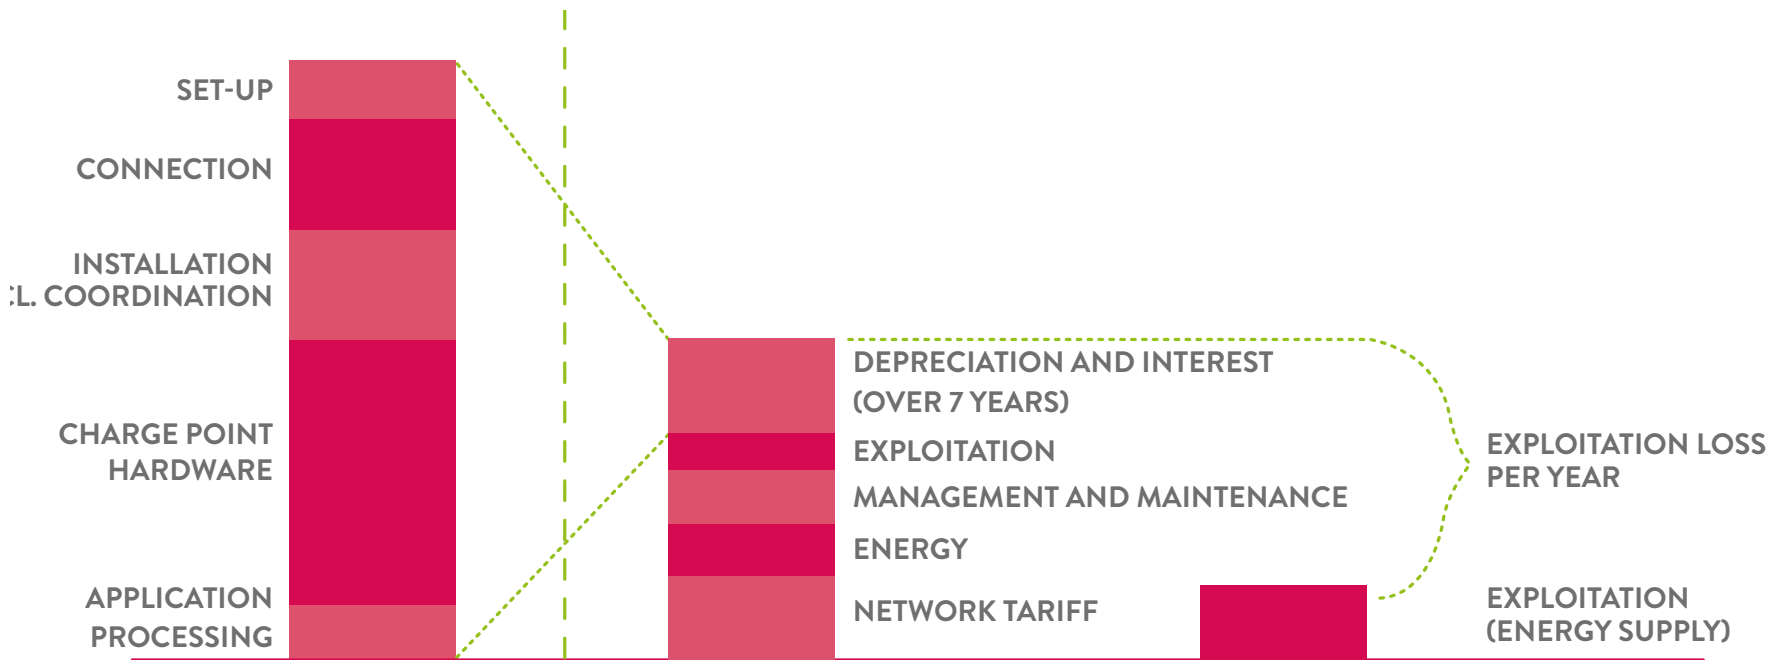 SET-UP
CONNECTION
INSTALLATION
CL. COORDINATION
CHARGE POINT
HARDWARE
APPLICATION
PROCESSING
DEPRECIATION AND INTEREST
(OVER 7 YEARS)
EXPLOITATION
MANAGEMENT AND MAINTENANCE
ENERGY
NETWORK TARIFF
EXPLOITATION LOSS
PER YEAR
EXPLOITATION
(ENERGY SUPPLY)